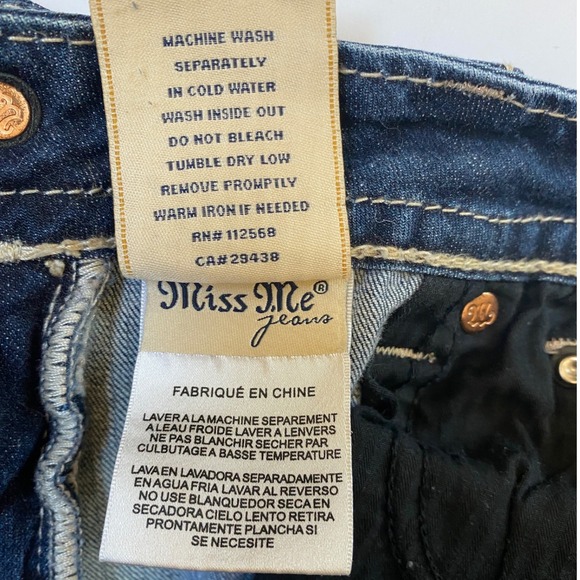 MACHINE WASH
SEPARATELY
IN COLD WATER
WASH INSIDE OUT
DO NOT BLEACH
TUMBLE DRY LOW
REMOVE PROMPTLY
WARM IRON IF NEEDED
RN# 112568
CA# 29438
Miss Me®
jeans
FABRIQUÉ EN CHINE
LAVER A LA MACHINE SEPAREMENT
A LEAU FROIDE LAVER A LENVERS
NE PAS BLANCHIR SECHER PAR
CULBUTAGE A BASSE TEMPERATURE
LAVA EN LAVADORA SEPARADAMENTE
EN AGUA FRIA LAVAR AL REVERSO
NO USE BLANQUEDOR SECA EN
SECADORA CIELO LENTO RETIRA
PRONTAMENTE PLANCHA SI
SE NECESITE